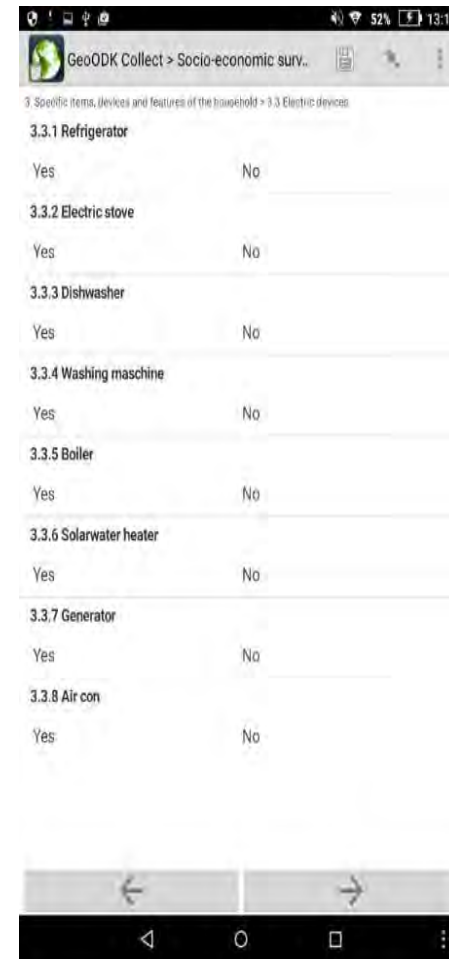 52% 13:1
GeoODK Collect > Socio-economic surv..
3. Specific items, devices and features of the household > 3.3 Electric devices
3.3.1 Refrigerator
Yes No
3.3.2 Electric stove
Yes No
3.3.3 Dishwasher
Yes No
3.3.4 Washing maschine
Yes No
3.3.5 Boiler
Yes No
3.3.6 Solarwater heater
Yes No
3.3.7 Generator
Yes No
3.3.8 Air con
Yes No